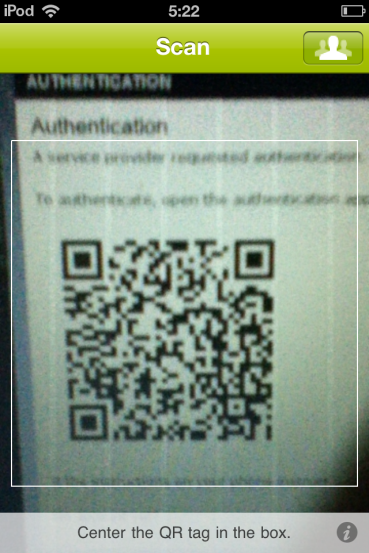 iPod 5:22
Scan
AUTHENTICATION
Authentication
A service provider requested authentication.
To authenticate, open the authentication app
Center the QR tag in the box.